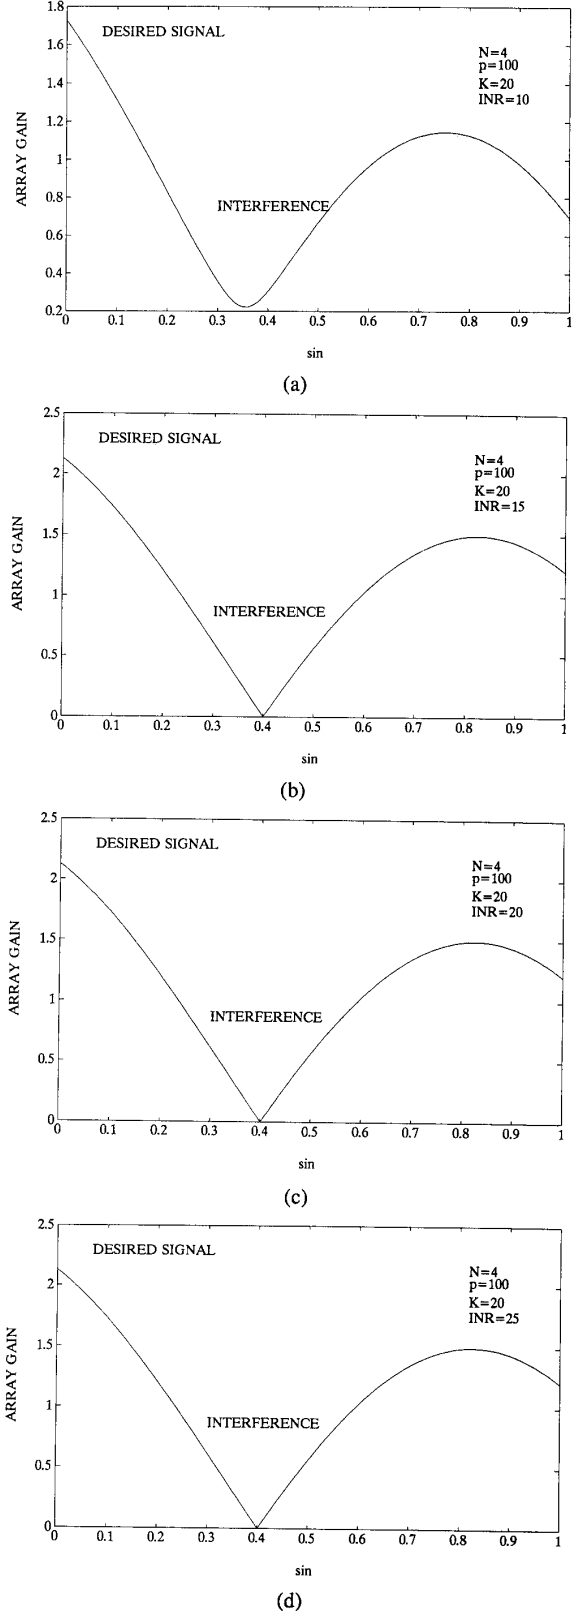 1.8
DESIRED SIGNAL
1.6
N=4
p=100
K=20
INR=10
1.4
1.2
ARRAY GAIN
1
0.8
INTERFERENCE
0.6
0.4
0.2
0 0.1 0.2 0.3 0.4 0.5 0.6 0.7 0.8 0.9 1
sin
(a)
2.5
DESIRED SIGNAL
N=4
p=100
K=20
INR=15
2
1.5
ARRAY GAIN
1
INTERFERENCE
0.5
0
0 0.1 0.2 0.3 0.4 0.5 0.6 0.7 0.8 0.9 1
sin
(b)
2.5
DESIRED SIGNAL
N=4
p=100
K=20
INR=20
2
1.5
ARRAY GAIN
1
INTERFERENCE
0.5
0
0 0.1 0.2 0.3 0.4 0.5 0.6 0.7 0.8 0.9 1
sin
(c)
2.5
DESIRED SIGNAL
N=4
p=100
K=20
INR=25
2
1.5
ARRAY GAIN
1
INTERFERENCE
0.5
0
0 0.1 0.2 0.3 0.4 0.5 0.6 0.7 0.8 0.9 1
sin
(d)